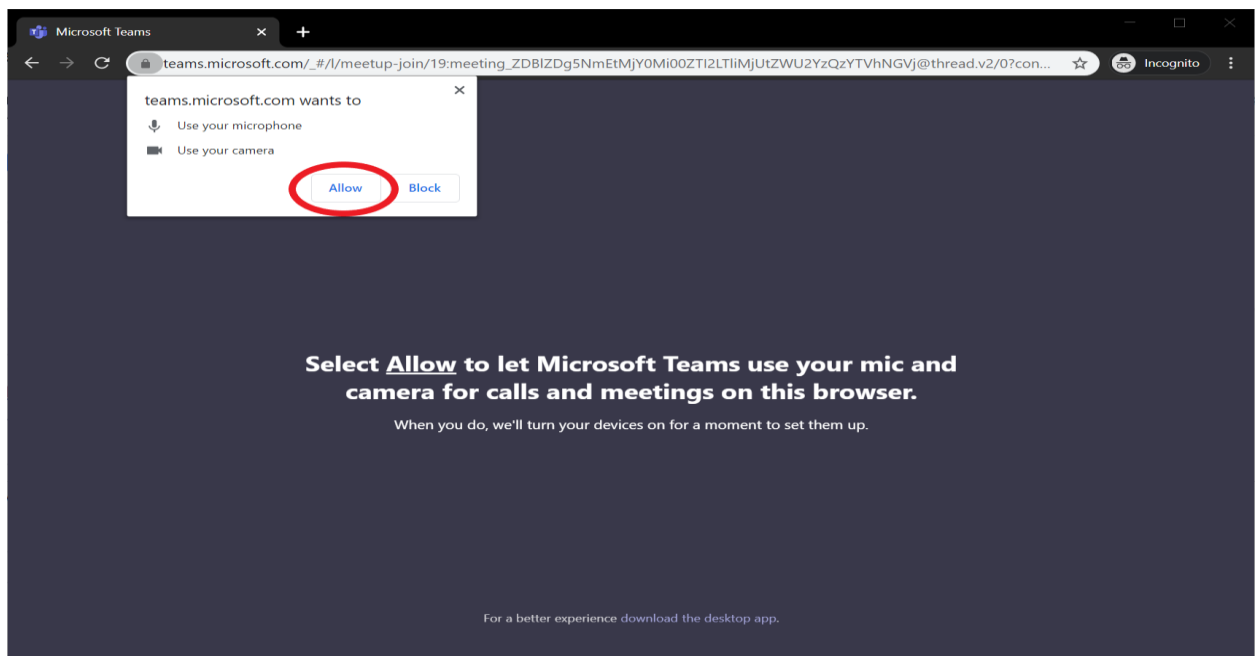 Microsoft Teams
teams.microsoft.com/_#/l/meetup-join/19:meeting_ZDBlZDg5NmEtMjY0Mi00ZTI2LTliMjUtZWU2YzQzYTVhNGVj@thread.v2/0?con...
Incognito
teams.microsoft.com wants to
Use your microphone
Use your camera
Allow
Block
Select Allow to let Microsoft Teams use your mic and
camera for calls and meetings on this browser.
When you do, we'll turn your devices on for a moment to set them up.
For a better experience download the desktop app.